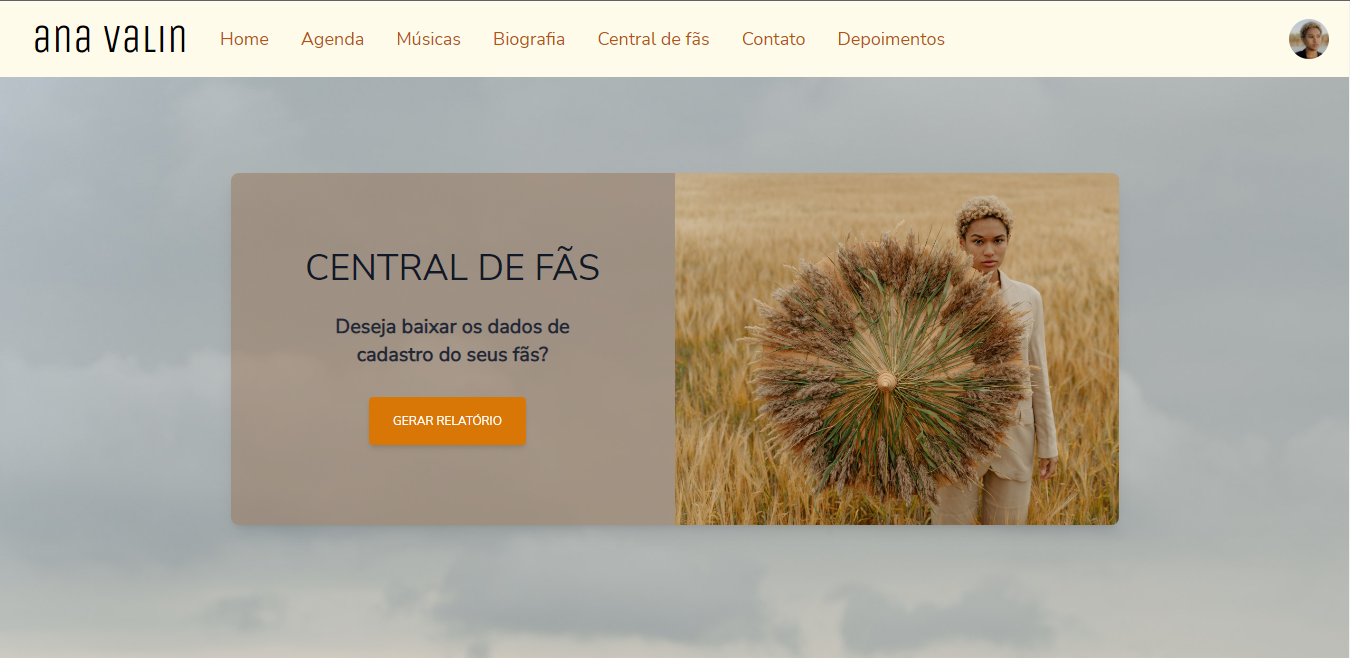 ana valin
Home Agenda Músicas Biografia Central de fãs Contato Depoimentos
CENTRAL DE FÃS
Deseja baixar os dados de
cadastro do seus fãs?
GERAR RELATÓRIO